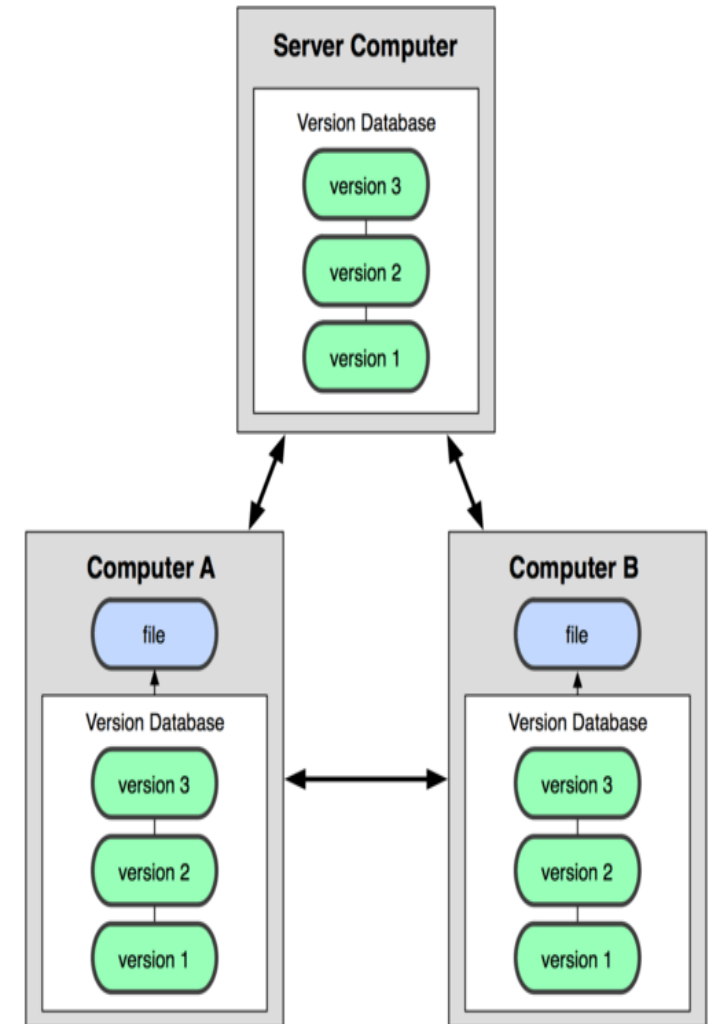 Server Computer
Version Database
version 3
version 2
version 1
Computer A
file
Version Database
version 3
version 2
version 1
Computer B
file
Version Database
version 3
version 2
version 1